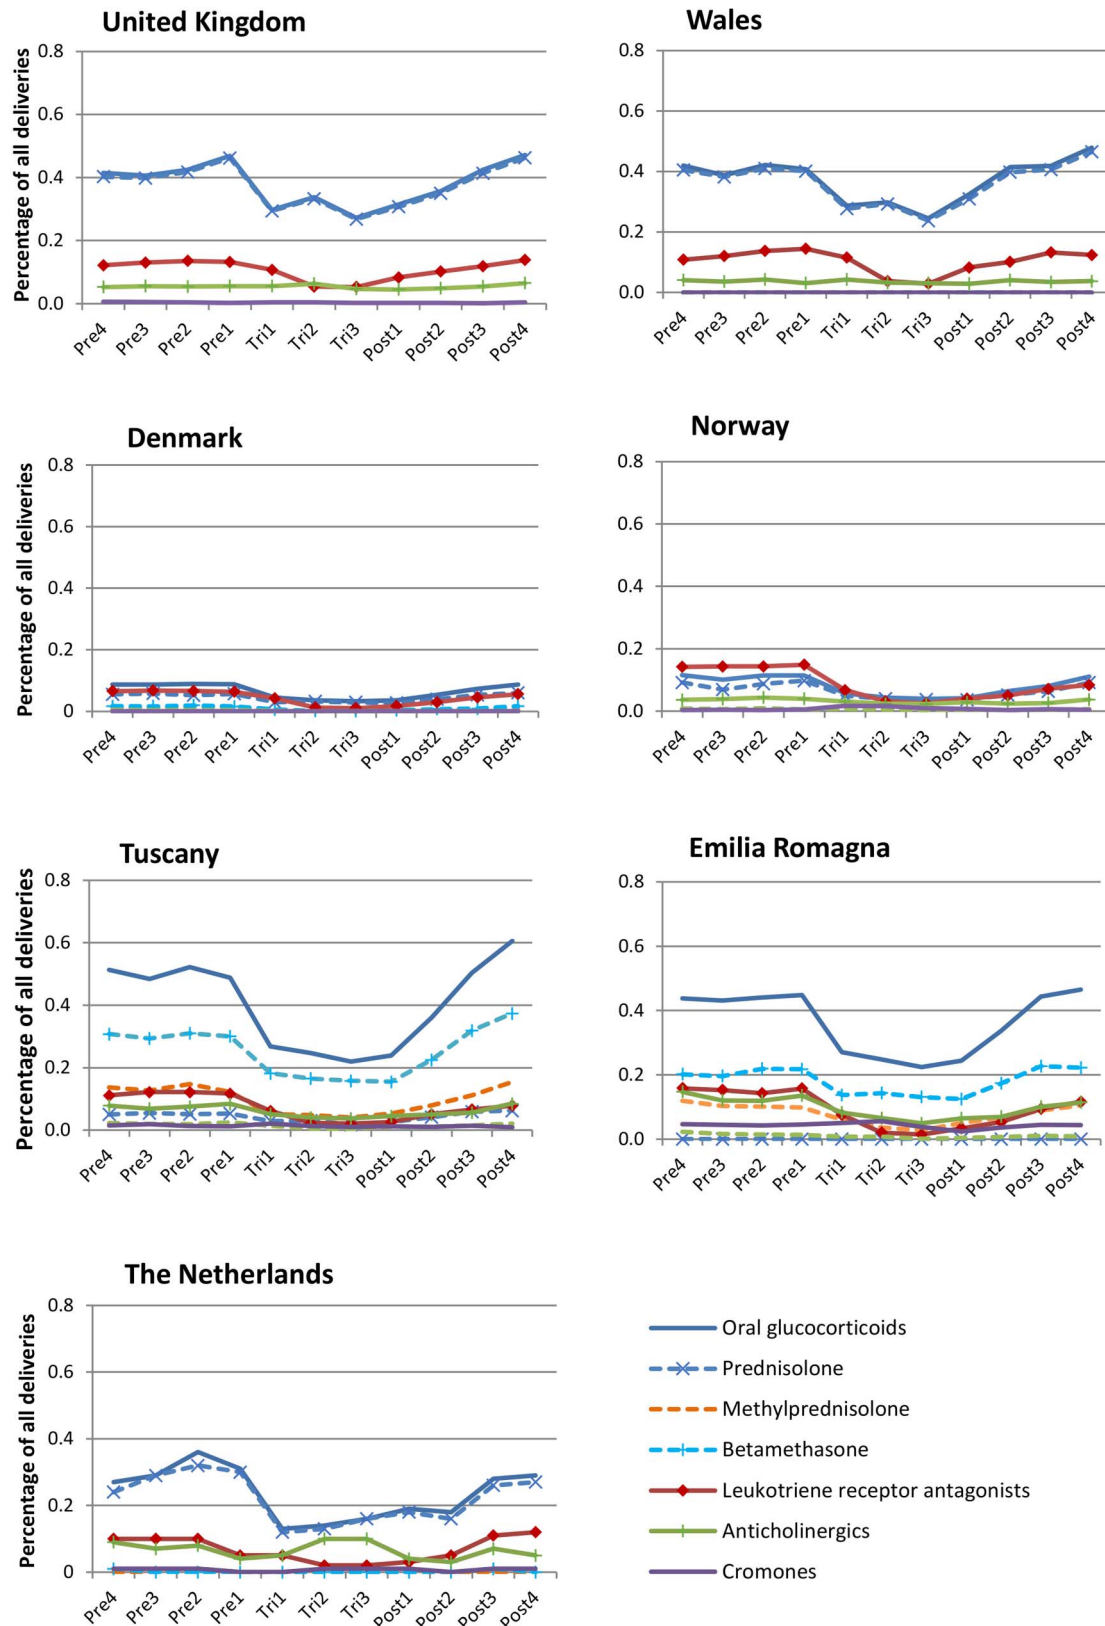 United Kingdom
Percentage of all deliveries
0.8
0.6
0.4
0.2
0.0
Pre4 Pre3 Pre2 Pre1 Tri1 Tri2 Tri3 Post1 Post2 Post3 Post4
Wales
0.8
0.6
0.4
0.2
0.0
Pre4 Pre3 Pre2 Pre1 Tri1 Tri2 Tri3 Post1 Post2 Post3 Post4
Denmark
Percentage of all deliveries
0.8
0.6
0.4
0.2
0
Pre4 Pre3 Pre2 Pre1 Tri1 Tri2 Tri3 Post1 Post2 Post3 Post4
Norway
0.8
0.6
0.4
0.2
0.0
Pre4 Pre3 Pre2 Pre1 Tri1 Tri2 Tri3 Post1 Post2 Post3 Post4
Tuscany
Percentage of all deliveries
0.8
0.6
0.4
0.2
0.0
Pre4 Pre3 Pre2 Pre1 Tri1 Tri2 Tri3 Post1 Post2 Post3 Post4
Emilia Romagna
0.8
0.6
0.4
0.2
0.0
Pre4 Pre3 Pre2 Pre1 Tri1 Tri2 Tri3 Post1 Post2 Post3 Post4
The Netherlands
Percentage of all deliveries
0.8
0.6
0.4
0.2
0
Pre4 Pre3 Pre2 Pre1 Tri1 Tri2 Tri3 Post1 Post2 Post3 Post4
Oral glucocorticoids
Prednisolone
Methylprednisolone
Betamethasone
Leukotriene receptor antagonists
Anticholinergics
Cromones